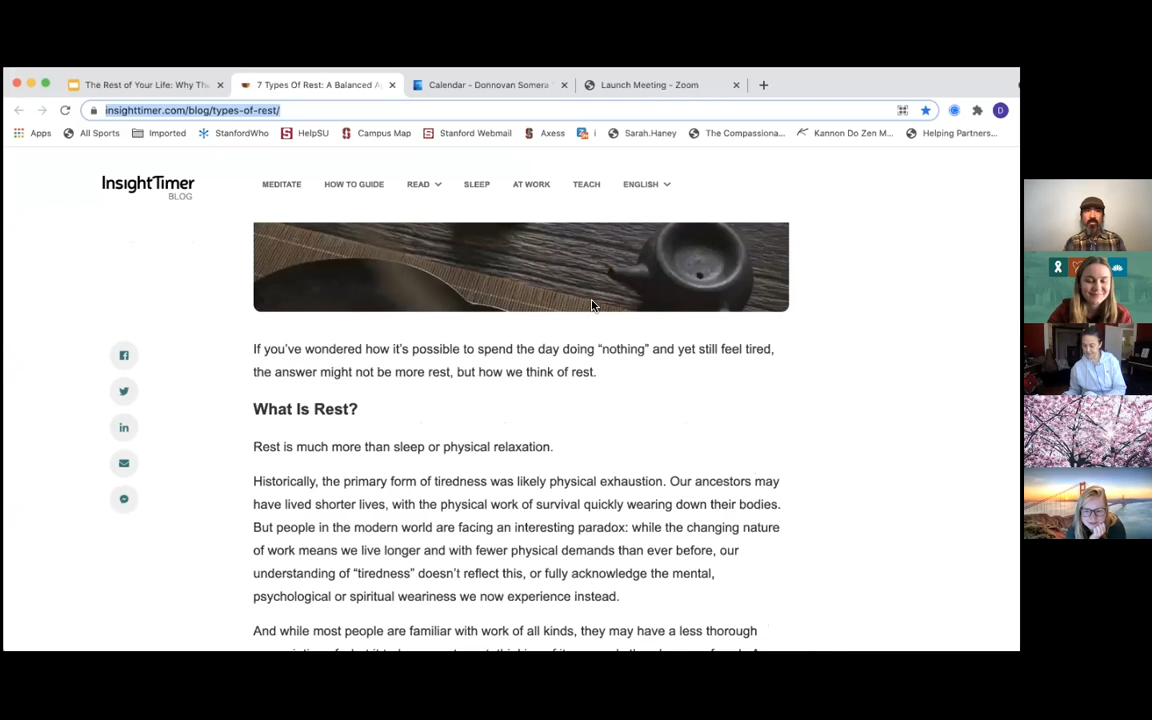 The Rest of Your Life: Why Th
7 Types Of Rest: A Balanced A
Calendar - Donnovan Somera
Launch Meeting - Zoom
insighttimer.com/blog/types-of-rest/
D
Apps
All Sports
Imported
StanfordWho
HelpSU
Campus Map
Stanford Webmail
Axess
i
Sarah.Haney
The Compassiona...
Kannon Do Zen M...
Helping Partners...
InsightTimer
BLOG
MEDITATE
HOW TO GUIDE
READ
SLEEP
AT WORK
TEACH
ENGLISH
If you’ve wondered how it’s possible to spend the day doing “nothing” and yet still feel tired,
the answer might not be more rest, but how we think of rest.
What Is Rest?
Rest is much more than sleep or physical relaxation.
Historically, the primary form of tiredness was likely physical exhaustion. Our ancestors may
have lived shorter lives, with the physical work of survival quickly wearing down their bodies.
But people in the modern world are facing an interesting paradox: while the changing nature
of work means we live longer and with fewer physical demands than ever before, our
understanding of “tiredness” doesn’t reflect this, or fully acknowledge the mental,
psychological or spiritual weariness we now experience instead.
And while most people are familiar with work of all kinds, they may have a less thorough